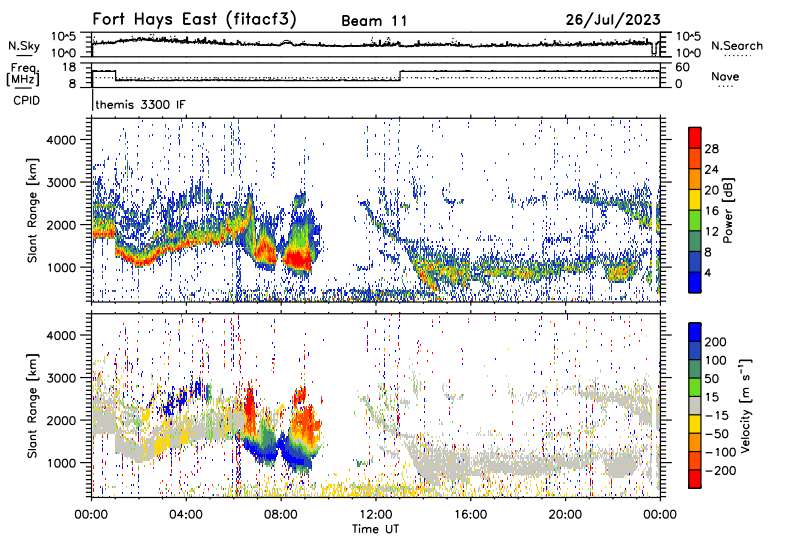 Fort Hays East (fitacf3) Beam 11 26/Jul/2023
N.Sky 10^5 10^0 10^5 10^0 N.Search
Freq. [MHz] 18 8 60 0 Nave
CPID themis 3300 IF
Slant Range [km] 4000 3000 2000 1000
28 24 20 16 12 8 4 Power [dB]
Slant Range [km] 4000 3000 2000 1000
200 100 50 15 -15 -50 -100 -200 Velocity [m s⁻¹]
00:00 04:00 08:00 12:00 16:00 20:00 00:00
Time UT